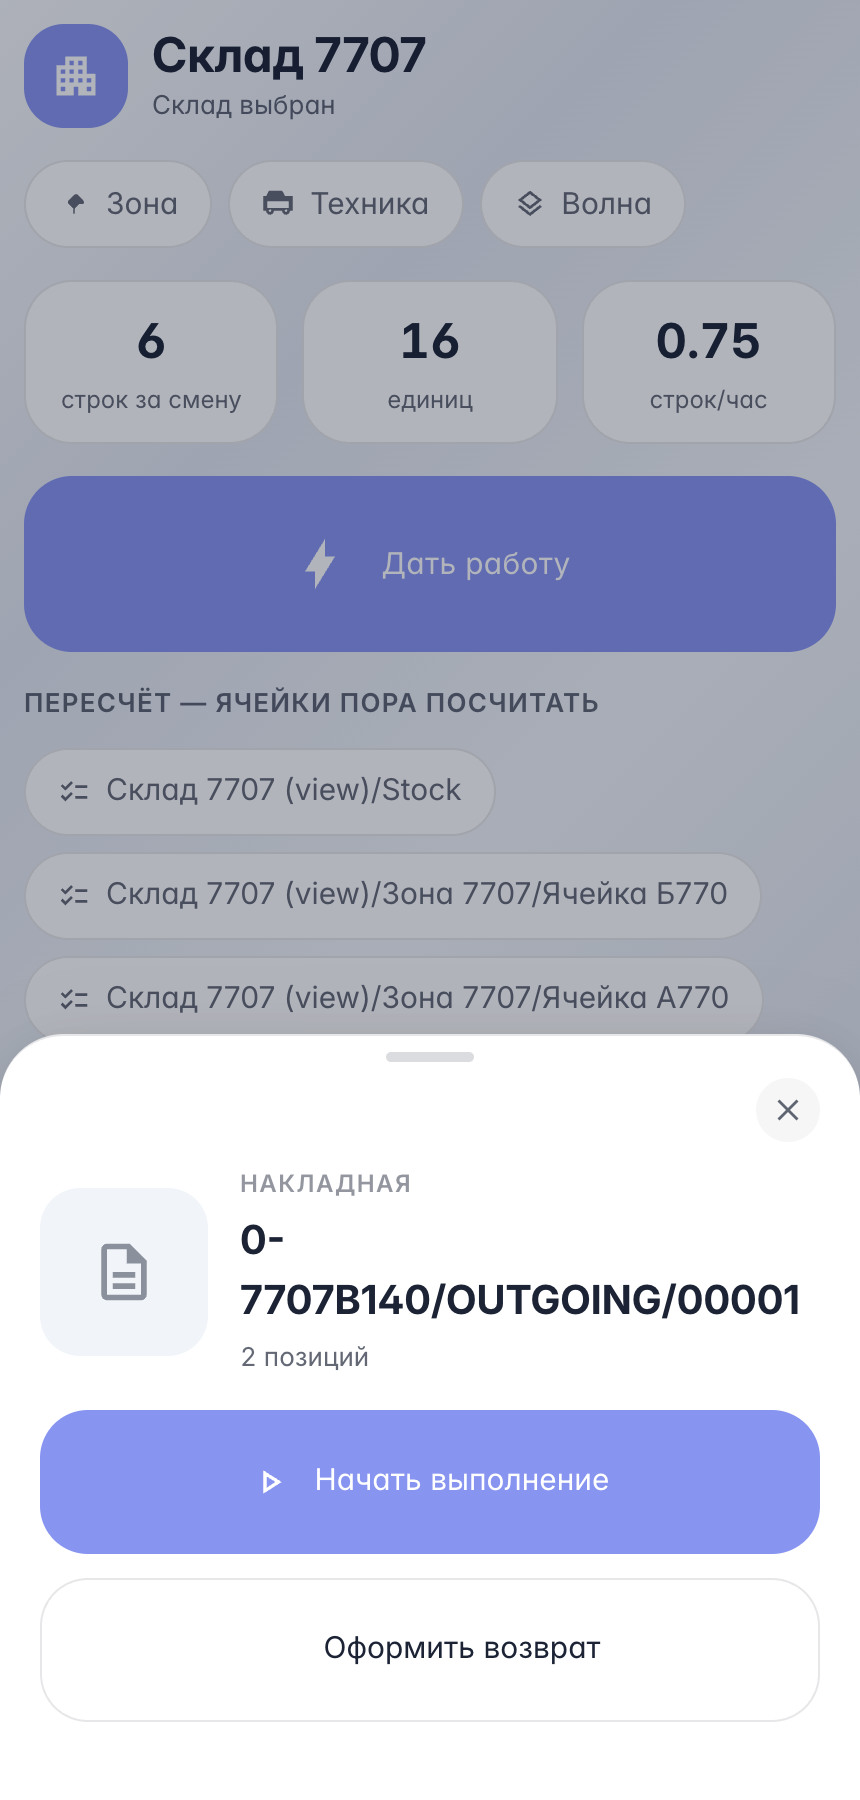 Склад 7707
Склад выбран
Зона
Техника
Волна
6
16
0.75
строк за смену
единиц
строк/час
Дать работу
ПЕРЕСЧЁТ — ЯЧЕЙКИ ПОРА ПОСЧИТАТЬ
Склад 7707 (view)/Stock
Склад 7707 (view)/Зона 7707/Ячейка Б770
Склад 7707 (view)/Зона 7707/Ячейка А770
НАКЛАДНАЯ
0-
7707B140/OUTGOING/00001
2 позиций
Начать выполнение
Оформить возврат